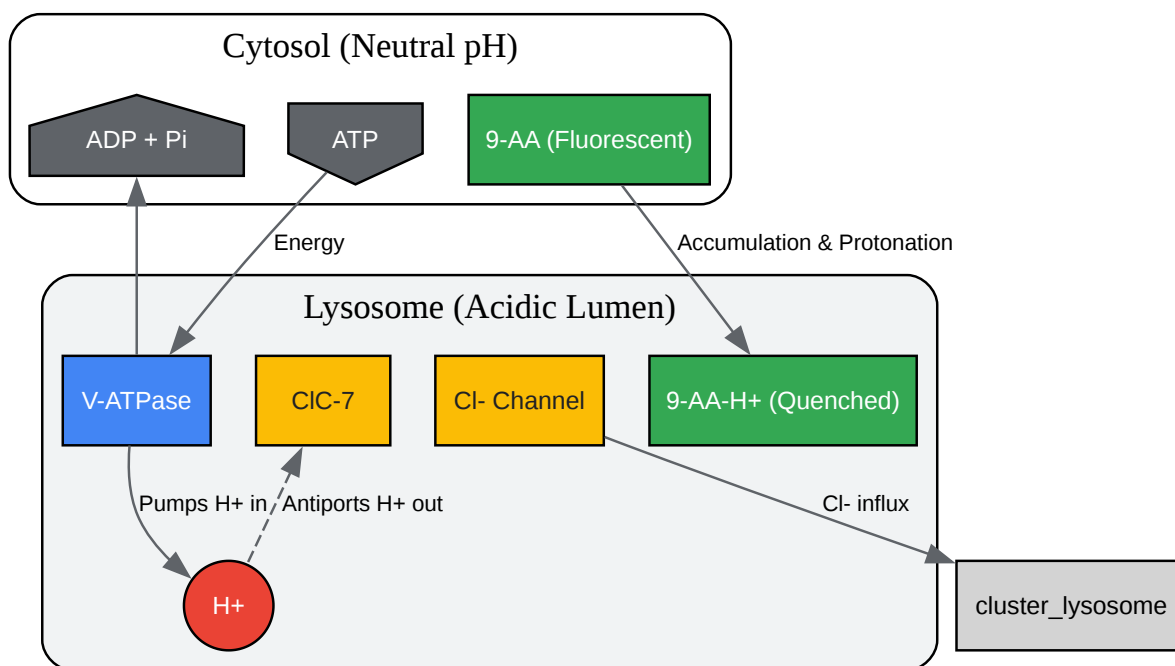 Cytosol (Neutral pH)
ADP + Pi
ATP
9-AA (Fluorescent)
Energy
Accumulation & Protonation
Lysosome (Acidic Lumen)
V-ATPase
ClC-7
Cl- Channel
9-AA-H+ (Quenched)
Pumps H+ in
Antiports H+ out
Cl- influx
H+
cluster_lysosome